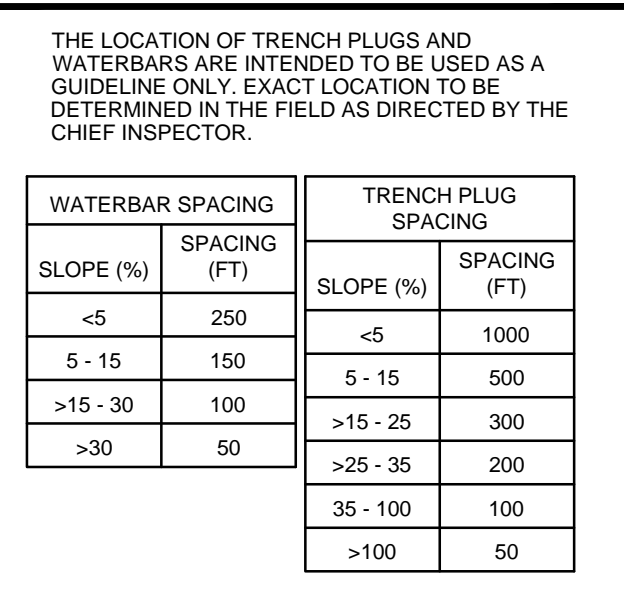 THE LOCATION OF TRENCH PLUGS AND
WATERBARS ARE INTENDED TO BE USED AS A
GUIDELINE ONLY. EXACT LOCATION TO BE
DETERMINED IN THE FIELD AS DIRECTED BY THE
CHIEF INSPECTOR.
WATERBAR SPACING
SLOPE (%) SPACING
(FT)
<5 250
5 - 15 150
>15 - 30 100
>30 50
TRENCH PLUG
SPACING
SLOPE (%) SPACING
(FT)
<5 1000
5 - 15 500
>15 - 25 300
>25 - 35 200
35 - 100 100
>100 50